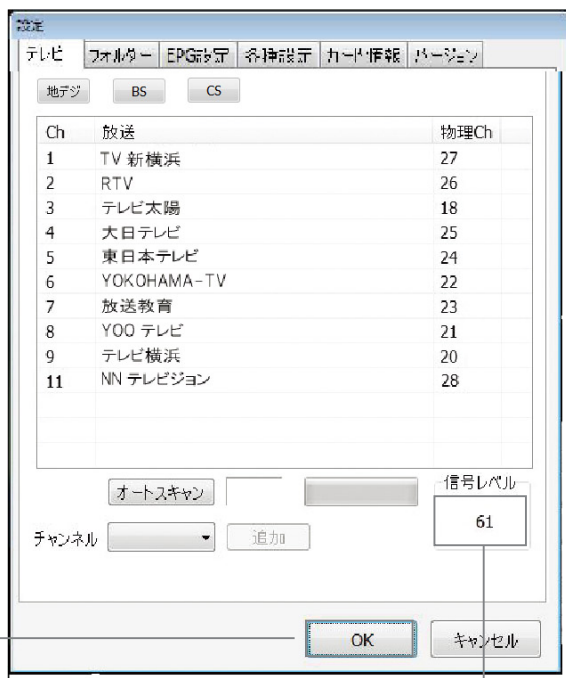 設定
テレビ フォルダー EPG設定 各種設定 カード情報 バージョン
地デジ BS CS
Ch 放送 物理Ch
1 TV 新横浜 27
2 RTV 26
3 テレビ太陽 18
4 大日テレビ 25
5 東日本テレビ 24
6 YOKOHAMA-TV 22
7 放送教育 23
8 YOO テレビ 21
9 テレビ横浜 20
11 NN テレビジョン 28
オートスキャン 信号レベル
チャンネル 追加 61
OK キャンセル